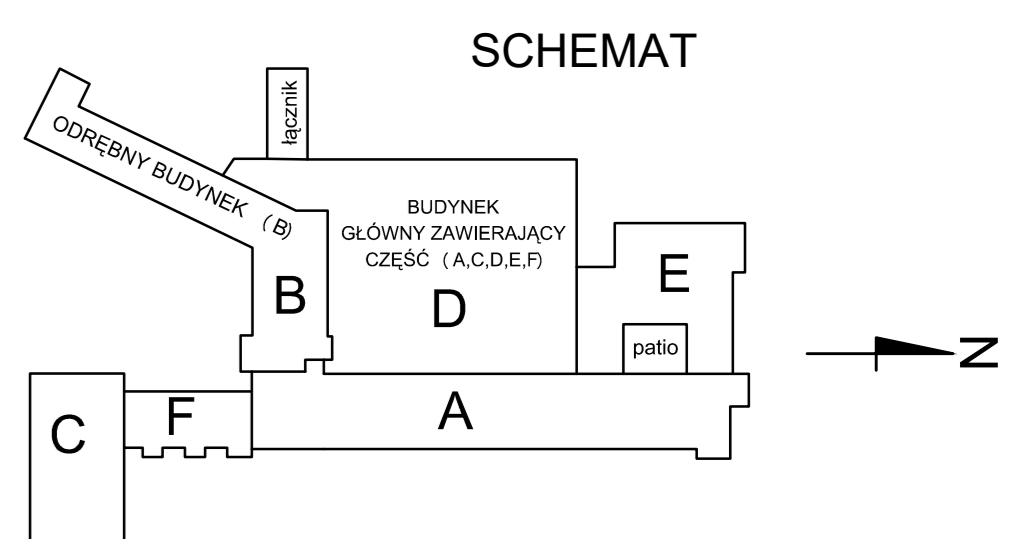 SCHEMAT
łącznik
ODRĘBNY BUDYNEK ( B)
BUDYNEK
GŁÓWNY ZAWIERAJĄCY
CZĘŚĆ ( A,C,D,E,F)
E
B
D
patio
N
A
F
C